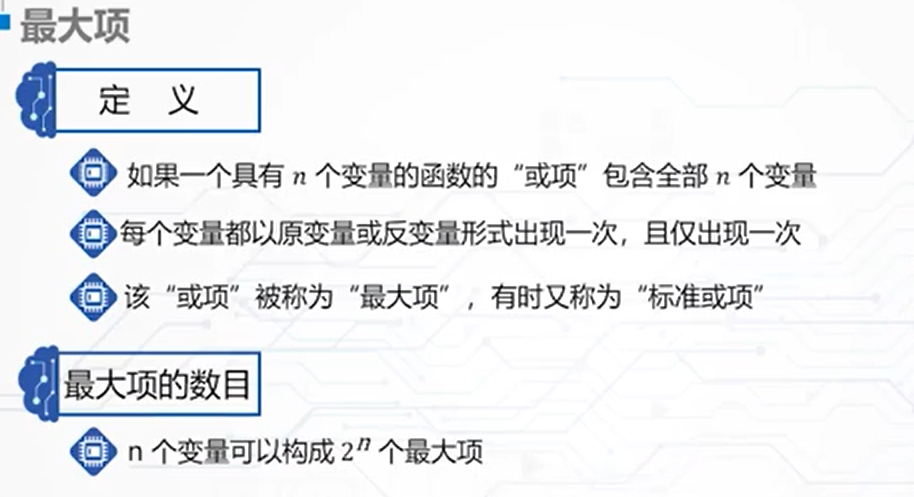 最大项
定 义
如果一个具有 n 个变量的函数的“或项”包含全部 n 个变量
每个变量都以原变量或反变量形式出现一次，且仅出现一次
该“或项”被称为“最大项”，有时又称为“标准或项”
最大项的数目
n 个变量可以构成 2ⁿ 个最大项